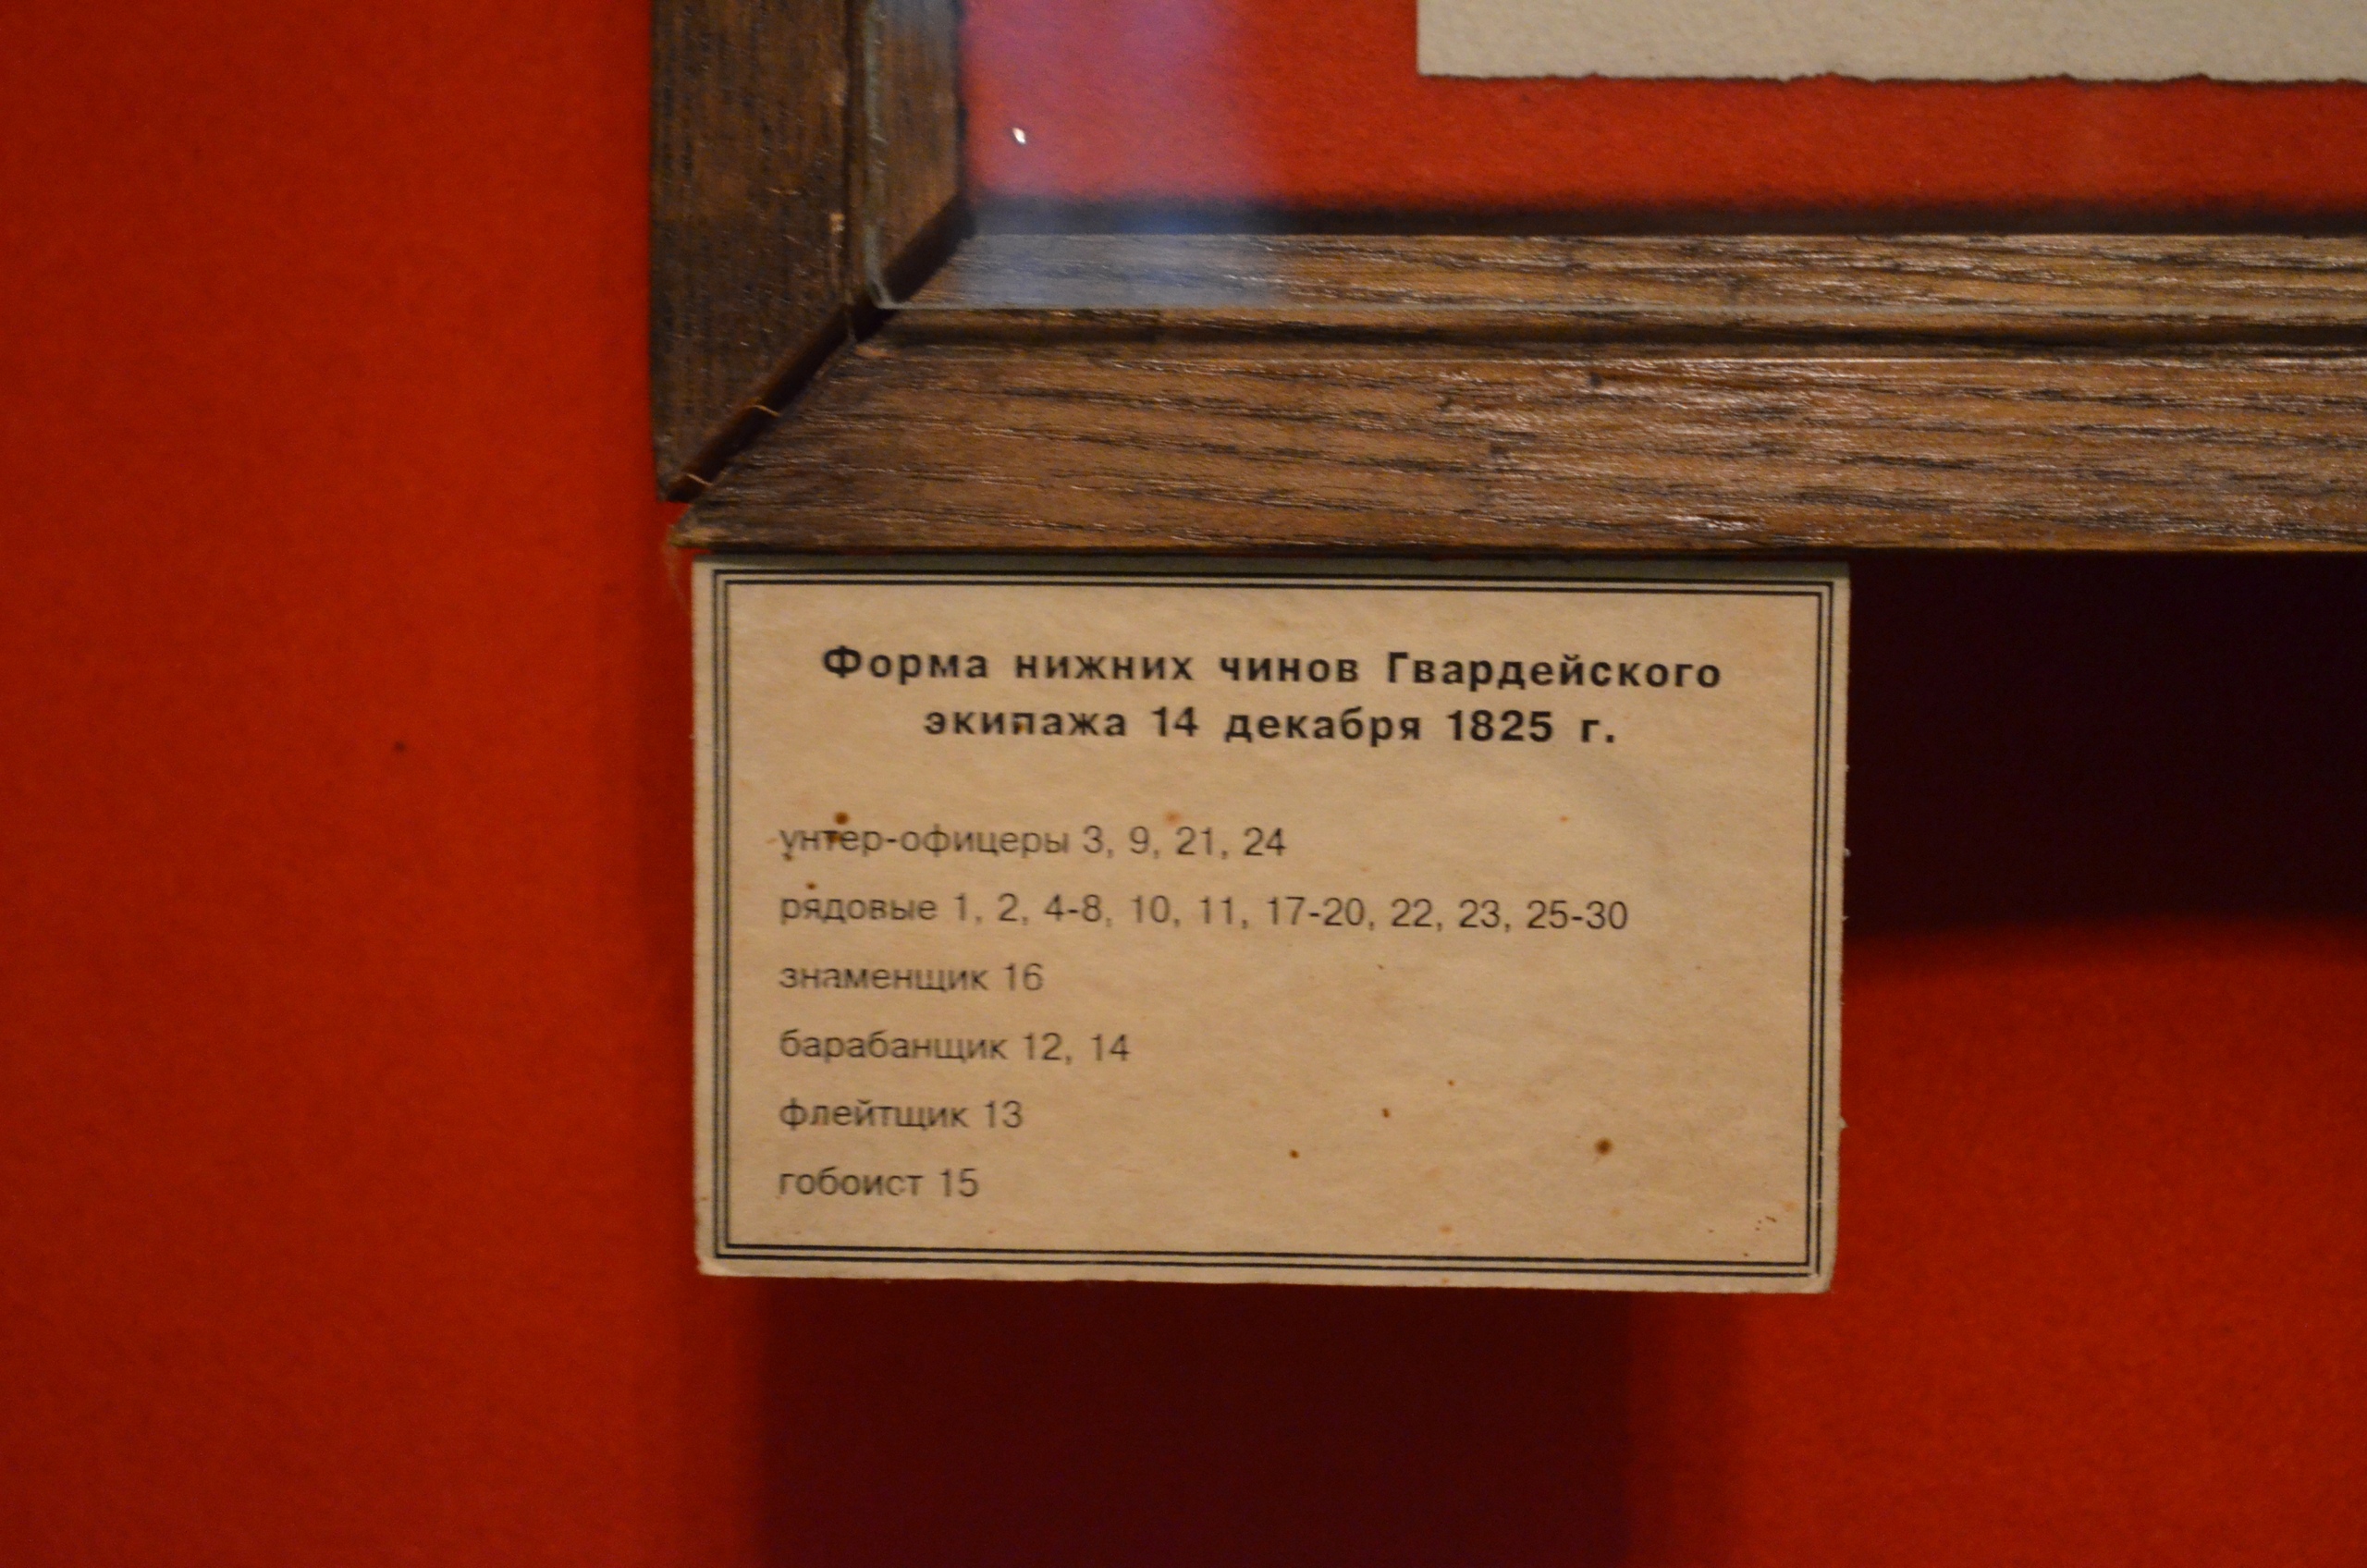 Форма нижних чинов Гвардейского
экипажа 14 декабря 1825 г.
унтер-офицеры 3, 9, 21, 24
рядовые 1, 2, 4-8, 10, 11, 17-20, 22, 23, 25-30
знаменщик 16
барабанщик 12, 14
флейтщик 13
гобоист 15